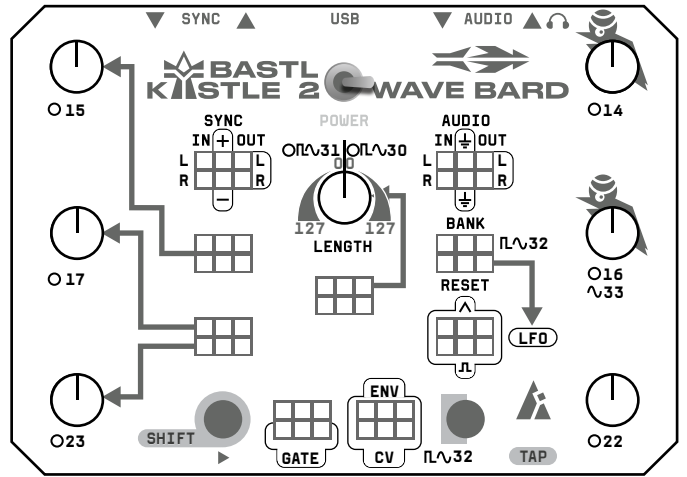 SYNC USB AUDIO
BASTL
KASTLE 2 WAVE BARD
15
14
SYNC
POWER
AUDIO
IN + OUT
IN OUT
31 30
00
L L
R R
L L
R R
−
127 127
LENGTH
BANK
32
17
16
33
RESET
LFO
ENV
23
SHIFT
GATE
CV
32
TAP
22